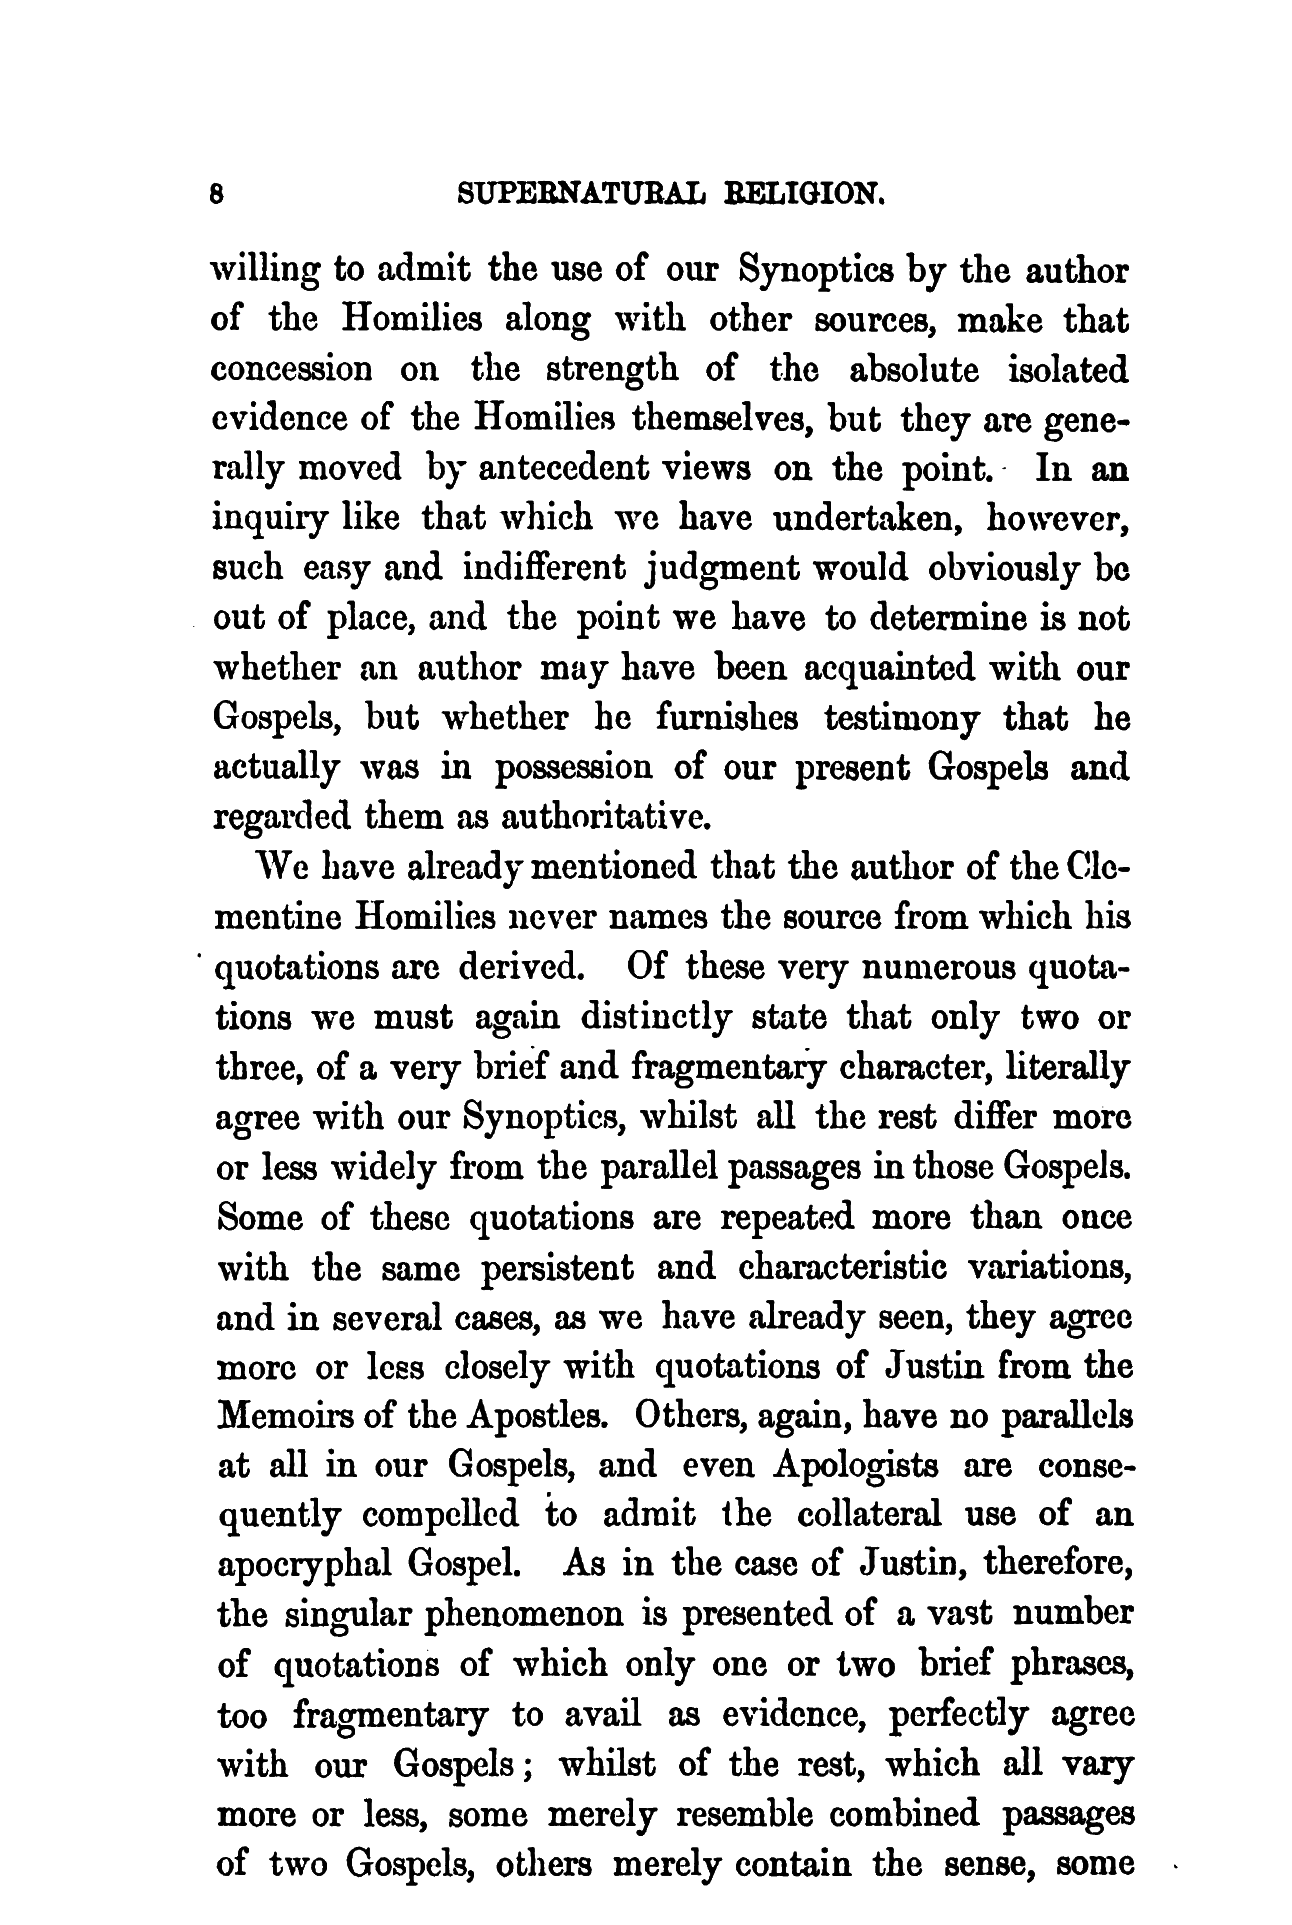 8 SUPERNATURAL RELIGION.
willing to admit the use of our Synoptics by the author
of the Homilies along with other sources, make that
concession on the strength of the absolute isolated
evidence of the Homilies themselves, but they are gene-
rally moved by antecedent views on the point. In an
inquiry like that which we have undertaken, however,
such easy and indifferent judgment would obviously be
out of place, and the point we have to determine is not
whether an author may have been acquainted with our
Gospels, but whether he furnishes testimony that he
actually was in possession of our present Gospels and
regarded them as authoritative.
We have already mentioned that the author of the Cle-
mentine Homilies never names the source from which his
quotations are derived. Of these very numerous quota-
tions we must again distinctly state that only two or
three, of a very brief and fragmentary character, literally
agree with our Synoptics, whilst all the rest differ more
or less widely from the parallel passages in those Gospels.
Some of these quotations are repeated more than once
with the same persistent and characteristic variations,
and in several cases, as we have already seen, they agree
more or less closely with quotations of Justin from the
Memoirs of the Apostles. Others, again, have no parallels
at all in our Gospels, and even Apologists are conse-
quently compelled to admit the collateral use of an
apocryphal Gospel. As in the case of Justin, therefore,
the singular phenomenon is presented of a vast number
of quotations of which only one or two brief phrases,
too fragmentary to avail as evidence, perfectly agree
with our Gospels; whilst of the rest, which all vary
more or less, some merely resemble combined passages
of two Gospels, others merely contain the sense, some